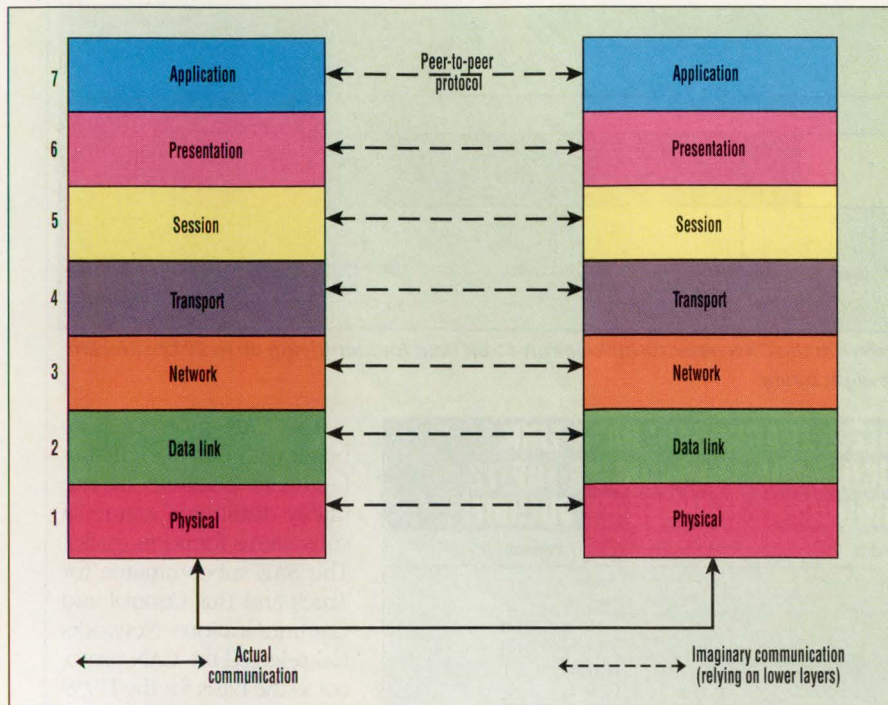 7 Application Peer-to-peer Application
protocol
6 Presentation Presentation
5 Session Session
4 Transport Transport
3 Network Network
2 Data link Data link
1 Physical Physical
Actual
communication
Imaginary communication
(relying on lower layers)